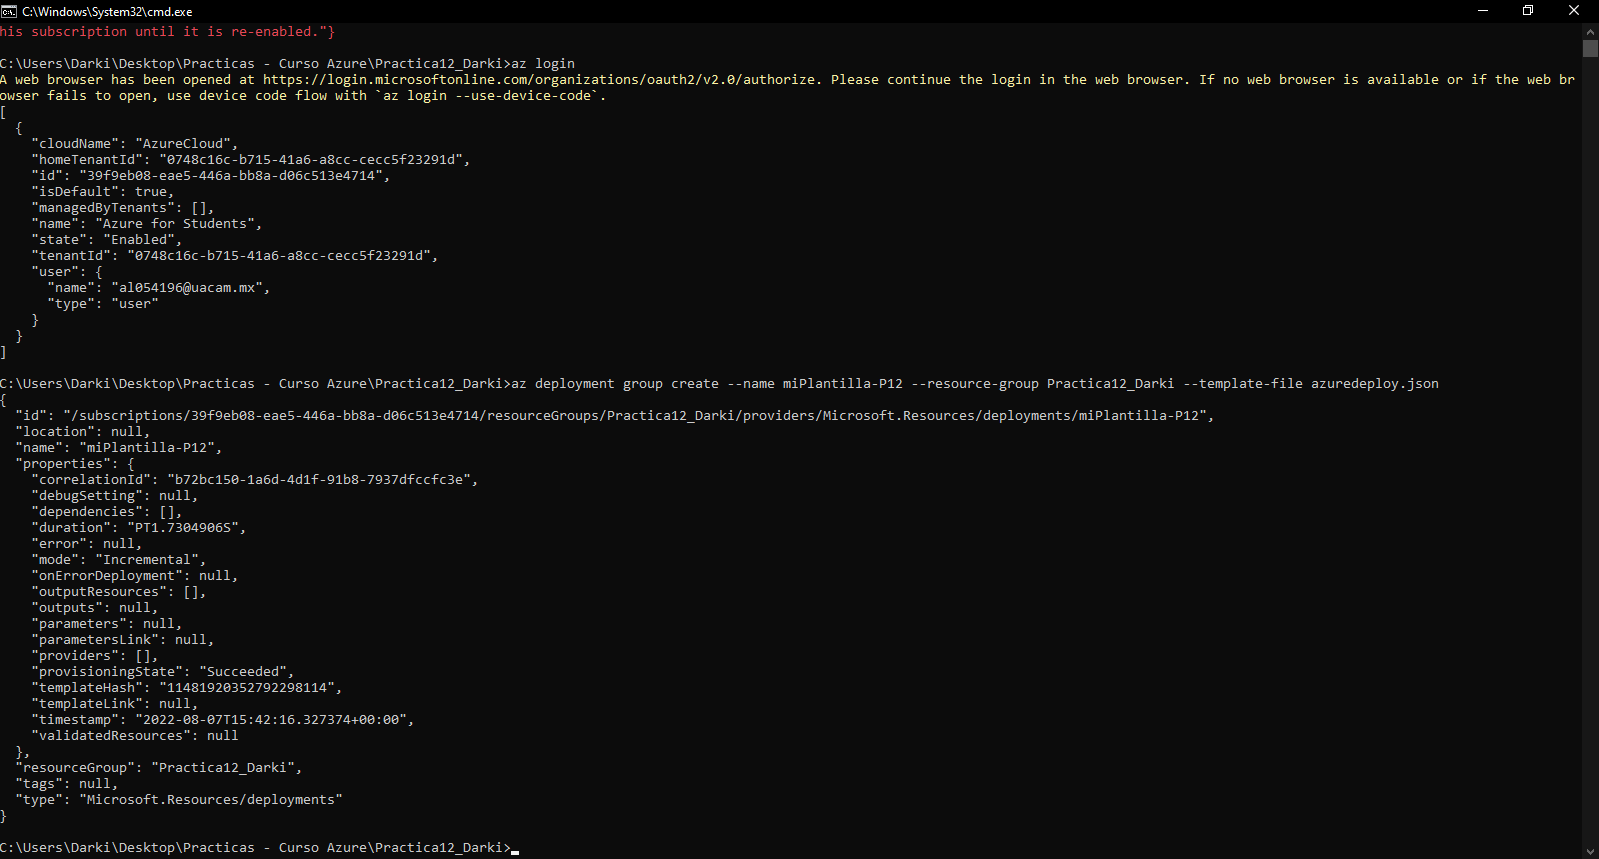 C:\Windows\System32\cmd.exe
his subscription until it is re-enabled."}
C:\Users\Darki\Desktop\Practicas - Curso Azure\Practica12_Darki>az login
A web browser has been opened at https://login.microsoftonline.com/organizations/oauth2/v2.0/authorize. Please continue the login in the web browser. If no web browser is available or if the web br
owser fails to open, use device code flow with `az login --use-device-code`.
[
  {
    "cloudName": "AzureCloud",
    "homeTenantId": "0748c16c-b715-41a6-a8cc-cecc5f23291d",
    "id": "39f9eb08-eae5-446a-bb8a-d06c513e4714",
    "isDefault": true,
    "managedByTenants": [],
    "name": "Azure for Students",
    "state": "Enabled",
    "tenantId": "0748c16c-b715-41a6-a8cc-cecc5f23291d",
    "user": {
      "name": "al054196@uacam.mx",
      "type": "user"
    }
  }
]
C:\Users\Darki\Desktop\Practicas - Curso Azure\Practica12_Darki>az deployment group create --name miPlantilla-P12 --resource-group Practica12_Darki --template-file azuredeploy.json
{
  "id": "/subscriptions/39f9eb08-eae5-446a-bb8a-d06c513e4714/resourceGroups/Practica12_Darki/providers/Microsoft.Resources/deployments/miPlantilla-P12",
  "location": null,
  "name": "miPlantilla-P12",
  "properties": {
    "correlationId": "b72bc150-1a6d-4d1f-91b8-7937dfccfc3e",
    "debugSetting": null,
    "dependencies": [],
    "duration": "PT1.7304906S",
    "error": null,
    "mode": "Incremental",
    "onErrorDeployment": null,
    "outputResources": [],
    "outputs": null,
    "parameters": null,
    "parametersLink": null,
    "providers": [],
    "provisioningState": "Succeeded",
    "templateHash": "11481920352792298114",
    "templateLink": null,
    "timestamp": "2022-08-07T15:42:16.327374+00:00",
    "validatedResources": null
  },
  "resourceGroup": "Practica12_Darki",
  "tags": null,
  "type": "Microsoft.Resources/deployments"
}
C:\Users\Darki\Desktop\Practicas - Curso Azure\Practica12_Darki>